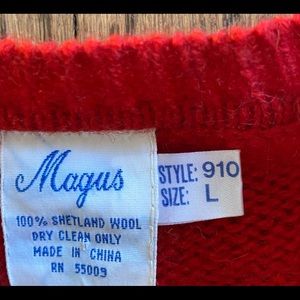 Magus
100% SHETLAND WOOL
DRY CLEAN ONLY
MADE IN CHINA
RN 55009
STYLE: 910
SIZE: L